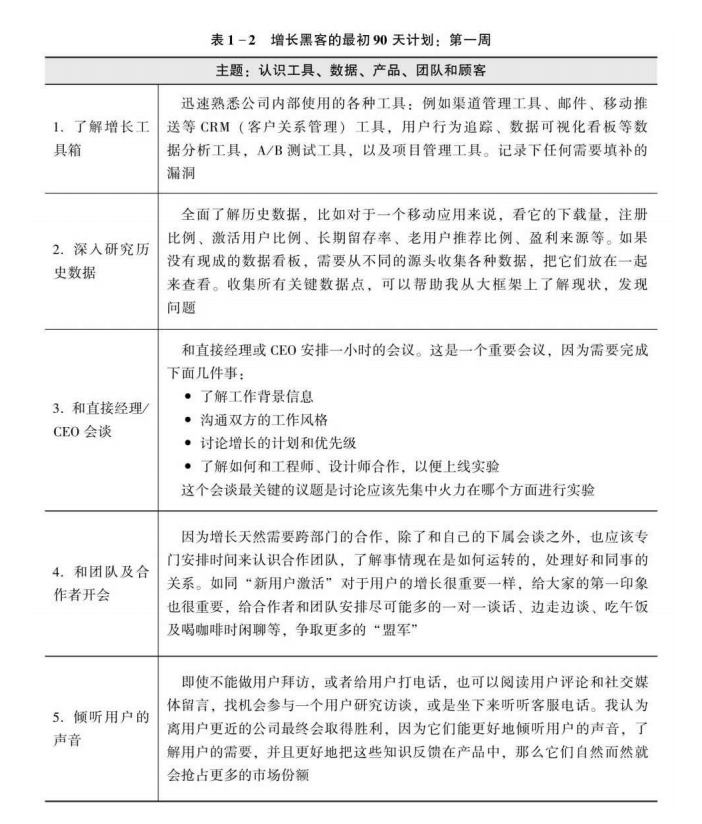 表1-2 增长黑客的最初90天计划：第一周
主题：认识工具、数据、产品、团队和顾客
1. 了解增长工
具箱
迅速熟悉公司内部使用的各种工具：例如渠道管理工具、邮件、移动推
送等 CRM（客户关系管理）工具，用户行为追踪、数据可视化看板等数
据分析工具，A/B 测试工具，以及项目管理工具。记录下任何需要填补的
漏洞
2. 深入研究历
史数据
全面了解历史数据，比如对于一个移动应用来说，看它的下载量，注册
比例、激活用户比例、长期留存率、老用户推荐比例、盈利来源等。如果
没有现成的数据看板，需要从不同的源头收集各种数据，把它们放在一起
来查看。收集所有关键数据点，可以帮助我从大框架上了解现状，发现
问题
3. 和直接经理/
CEO 会谈
和直接经理或 CEO 安排一小时的会议。这是一个重要会议，因为需要完成
下面几件事：
• 了解工作背景信息
• 沟通双方的工作风格
• 讨论增长的计划和优先级
• 了解如何和工程师、设计师合作，以便上线实验
这个会谈最关键的议题是讨论应该先集中火力在哪个方面进行实验
4. 和团队及合
作者开会
因为增长天然需要跨部门的合作，除了和自己的下属会谈之外，也应该专
门安排时间来认识合作团队，了解事情现在是如何运转的，处理好和同事的
关系。如同“新用户激活”对于用户的增长很重要一样，给大家的第一印象
也很重要，给合作者和团队安排尽可能多的一对一谈话、边走边谈、吃午饭
及喝咖啡时闲聊等，争取更多的“盟军”
5. 倾听用户的
声音
即使不能做用户拜访，或者给用户打电话，也可以阅读用户评论和社交媒
体留言，找机会参与一个用户研究访谈，或是坐下来听听客服电话。我认为
离用户更近的公司最终会取得胜利，因为它们能更好地倾听用户的声音，了
解用户的需要，并且更好地把这些知识反馈在产品中，那么它们自然而然就
会抢占更多的市场份额